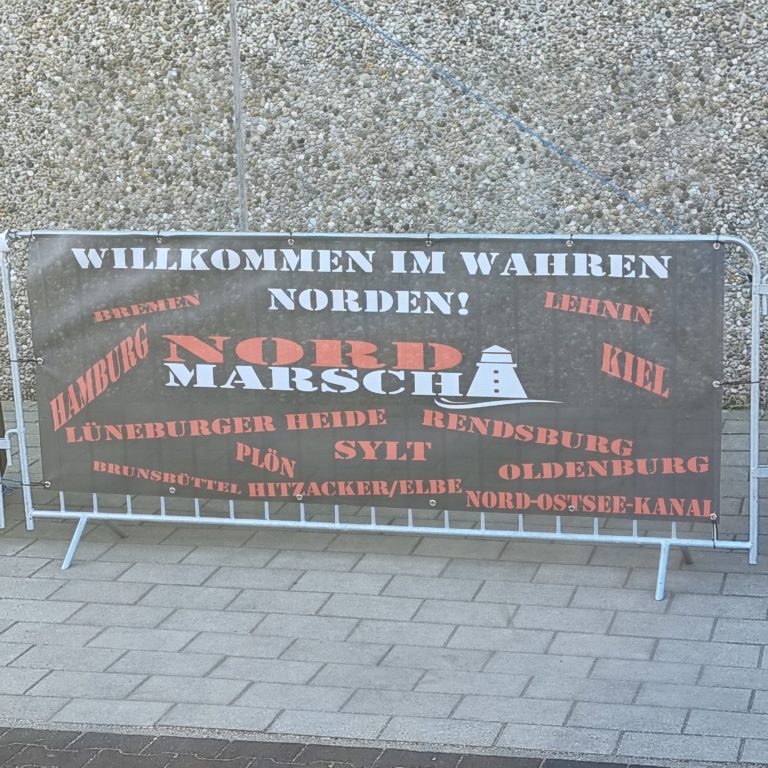 WILLKOMMEN IM WAHREN
NORDEN!
BREMEN
LEHNIN
HAMBURG
NORD
MARSCH
KIEL
LÜNEBURGER HEIDE
RENDSBURG
PLÖN
SYLT
OLDENBURG
BRUNSBÜTTEL
HITZACKER/ELBE
NORD-OSTSEE-KANAL